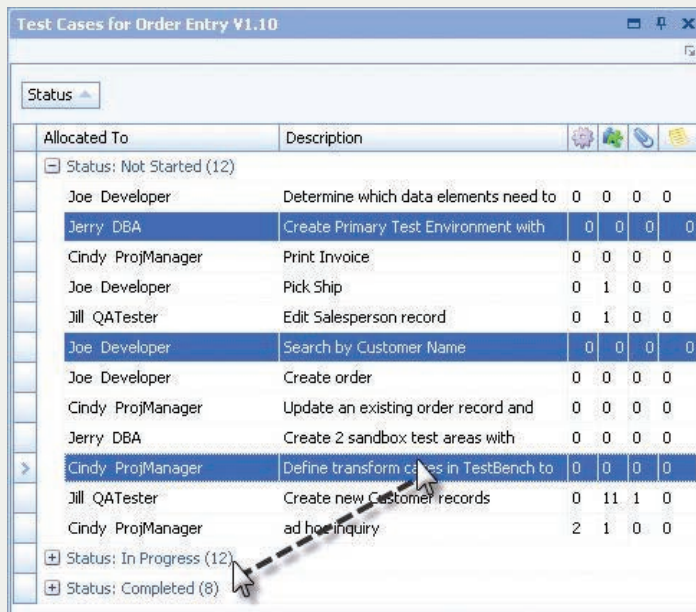 Test Cases for Order Entry V1.10
Status
Allocated To Description
Status: Not Started (12)
Joe Developer Determine which data elements need to 0 0 0 0
Jerry DBA Create Primary Test Environment with 0 0 0 0
Cindy ProjManager Print Invoice 0 0 0 0
Joe Developer Pick Ship 0 1 0 0
Jill QATester Edit Salesperson record 0 1 0 0
Joe Developer Search by Customer Name 0 0 0 0
Joe Developer Create order 0 0 0 0
Cindy ProjManager Update an existing order record and 0 0 0 0
Jerry DBA Create 2 sandbox test areas with 0 0 0 0
Cindy ProjManager Define transform cases in TestBench to 0 0 0 0
Jill QATester Create new Customer records 0 11 1 0
Cindy ProjManager ad hoc inquiry 2 1 0 0
Status: In Progress (12)
Status: Completed (8)